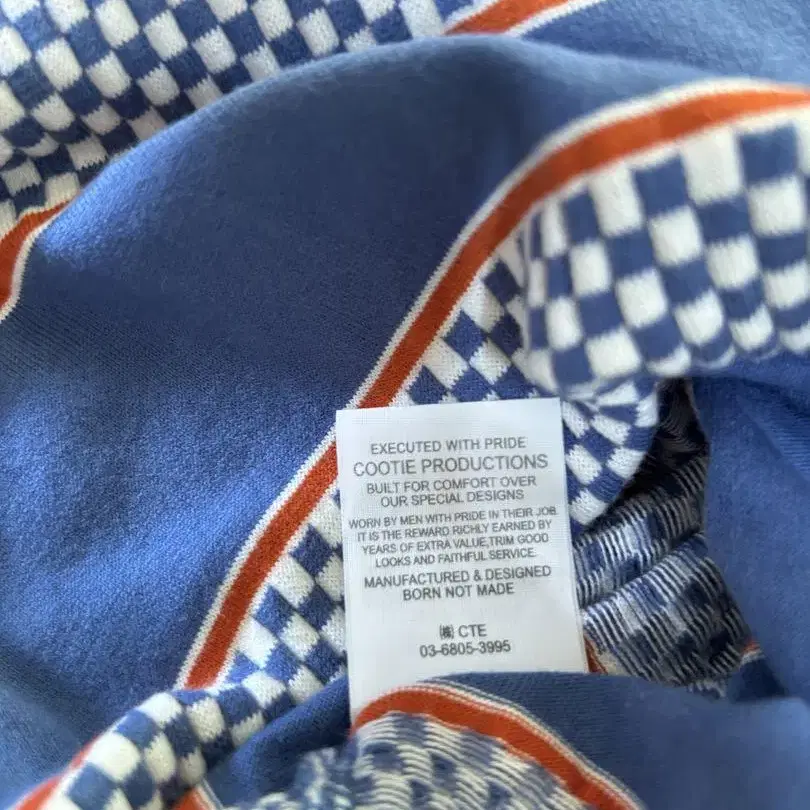 EXECUTED WITH PRIDE
COOTIE PRODUCTIONS
BUILT FOR COMFORT OVER
OUR SPECIAL DESIGNS
WORN BY MEN WITH PRIDE IN THEIR JOB.
IT IS THE REWARD RICHLY EARNED BY
YEARS OF EXTRA VALUE,TRIM GOOD
LOOKS AND FAITHFUL SERVICE.
MANUFACTURED & DESIGNED
BORN NOT MADE
㈱ CTE
03-6805-3995